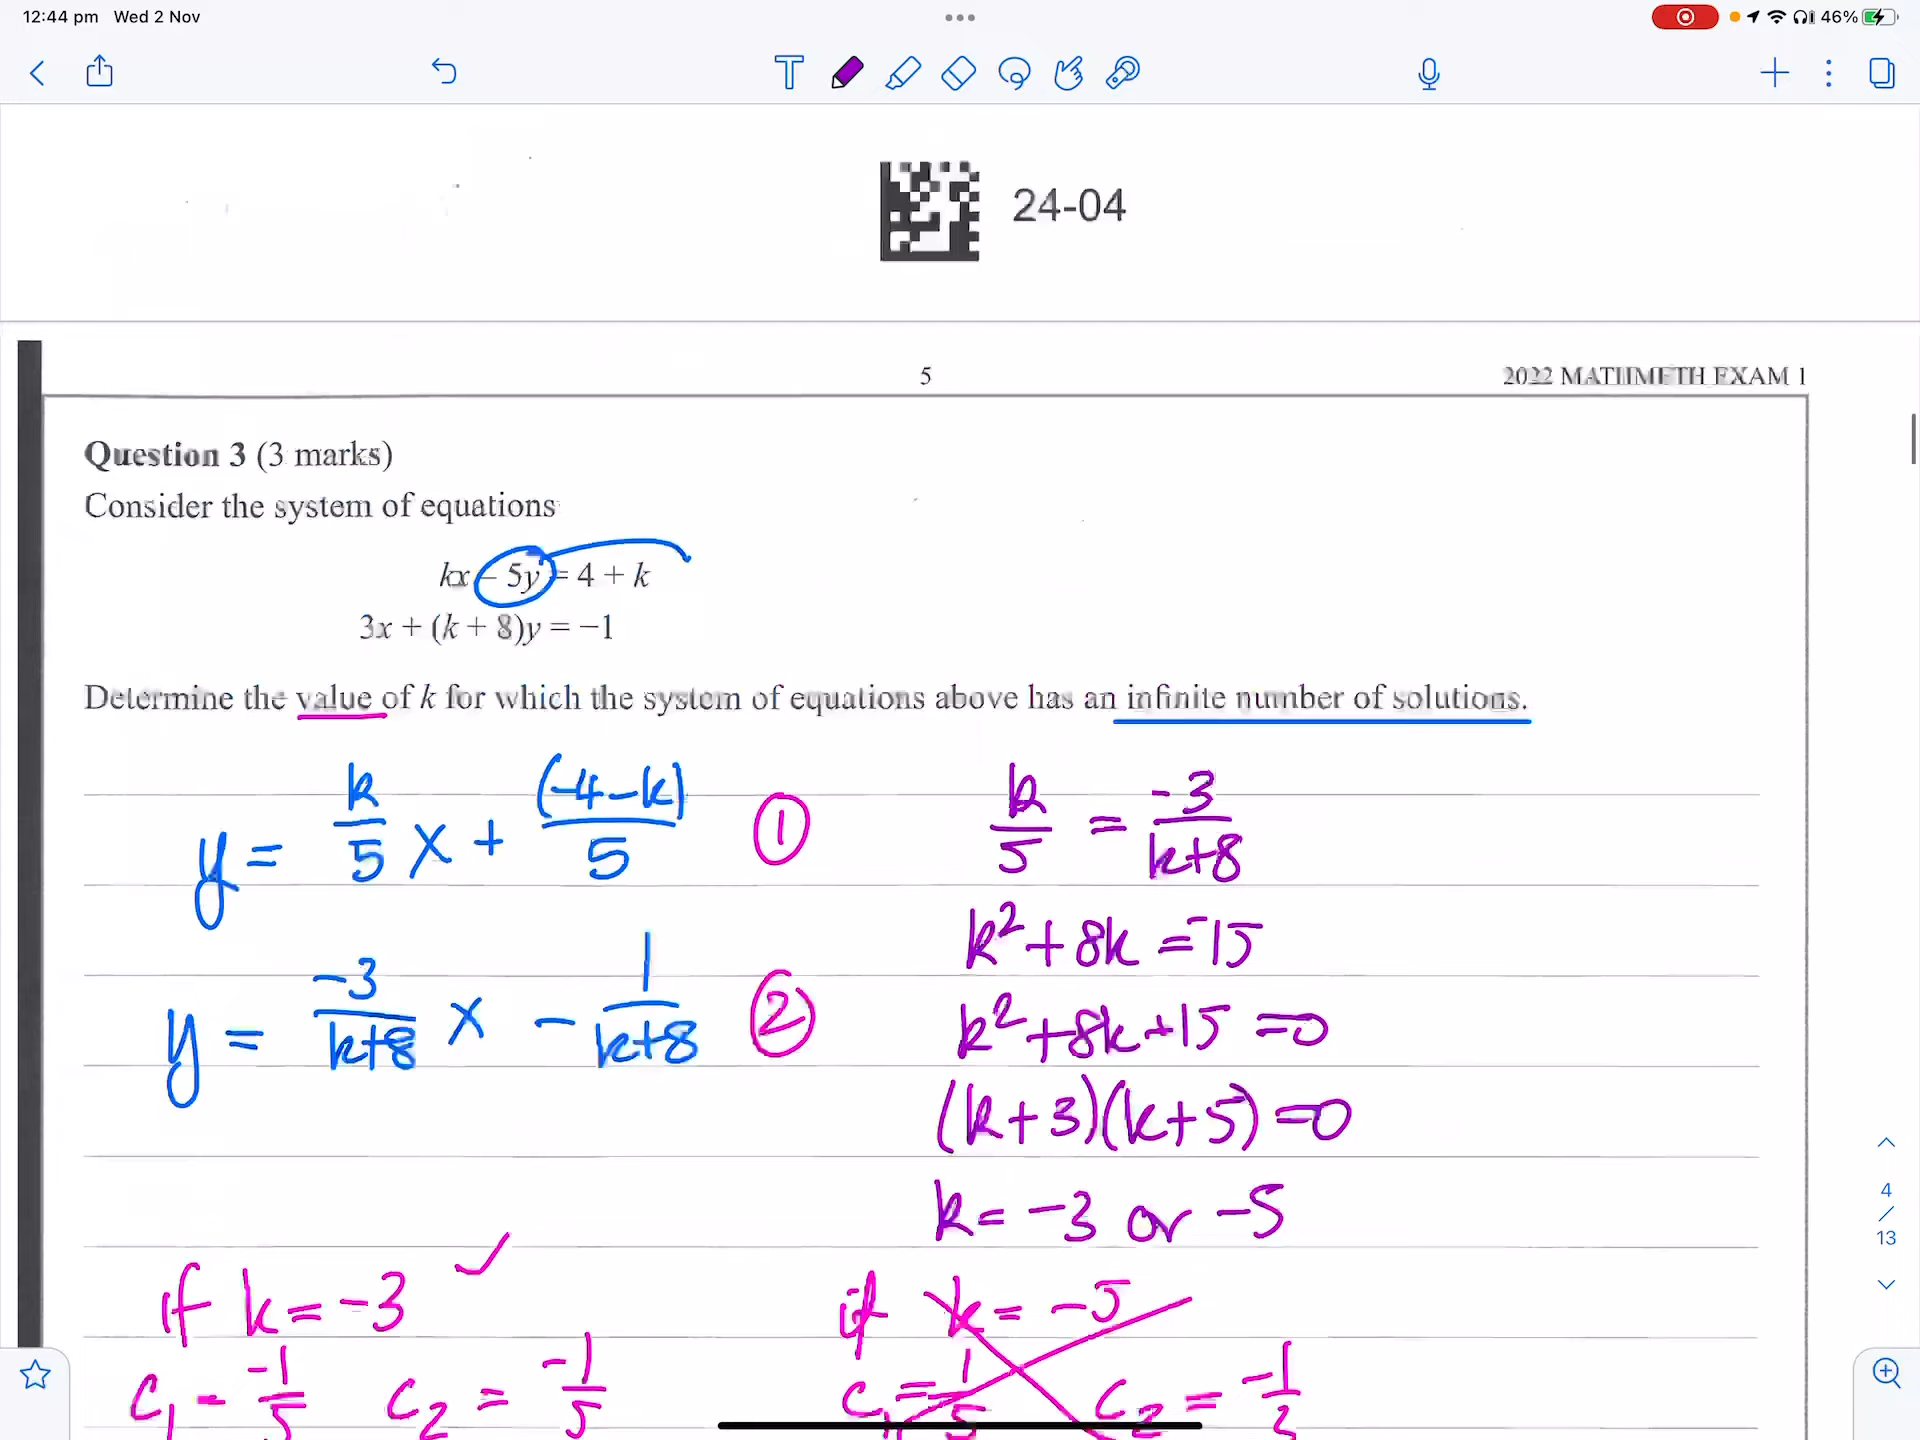 12:44 pm Wed 2 Nov
46%
T
24-04
5
2022 MATHMETH EXAM 1
Question 3 (3 marks)
Consider the system of equations
kx − 5y = 4 + k
3x + (k + 8)y = −1
Determine the value of k for which the system of equations above has an infinite number of solutions.
y = k/5 x + (-4-k)/5 ①
y = -3/(k+8) x - 1/(k+8) ②
k/5 = -3/(k+8)
k² + 8k = -15
k² + 8k + 15 = 0
(k+3)(k+5) = 0
k = -3 or -5
if k = -3 ✓
c₁ = -1/5 c₂ = -1/5
if k = -5
c₁ = 1/5 c₂ = -1/3
4
/
13